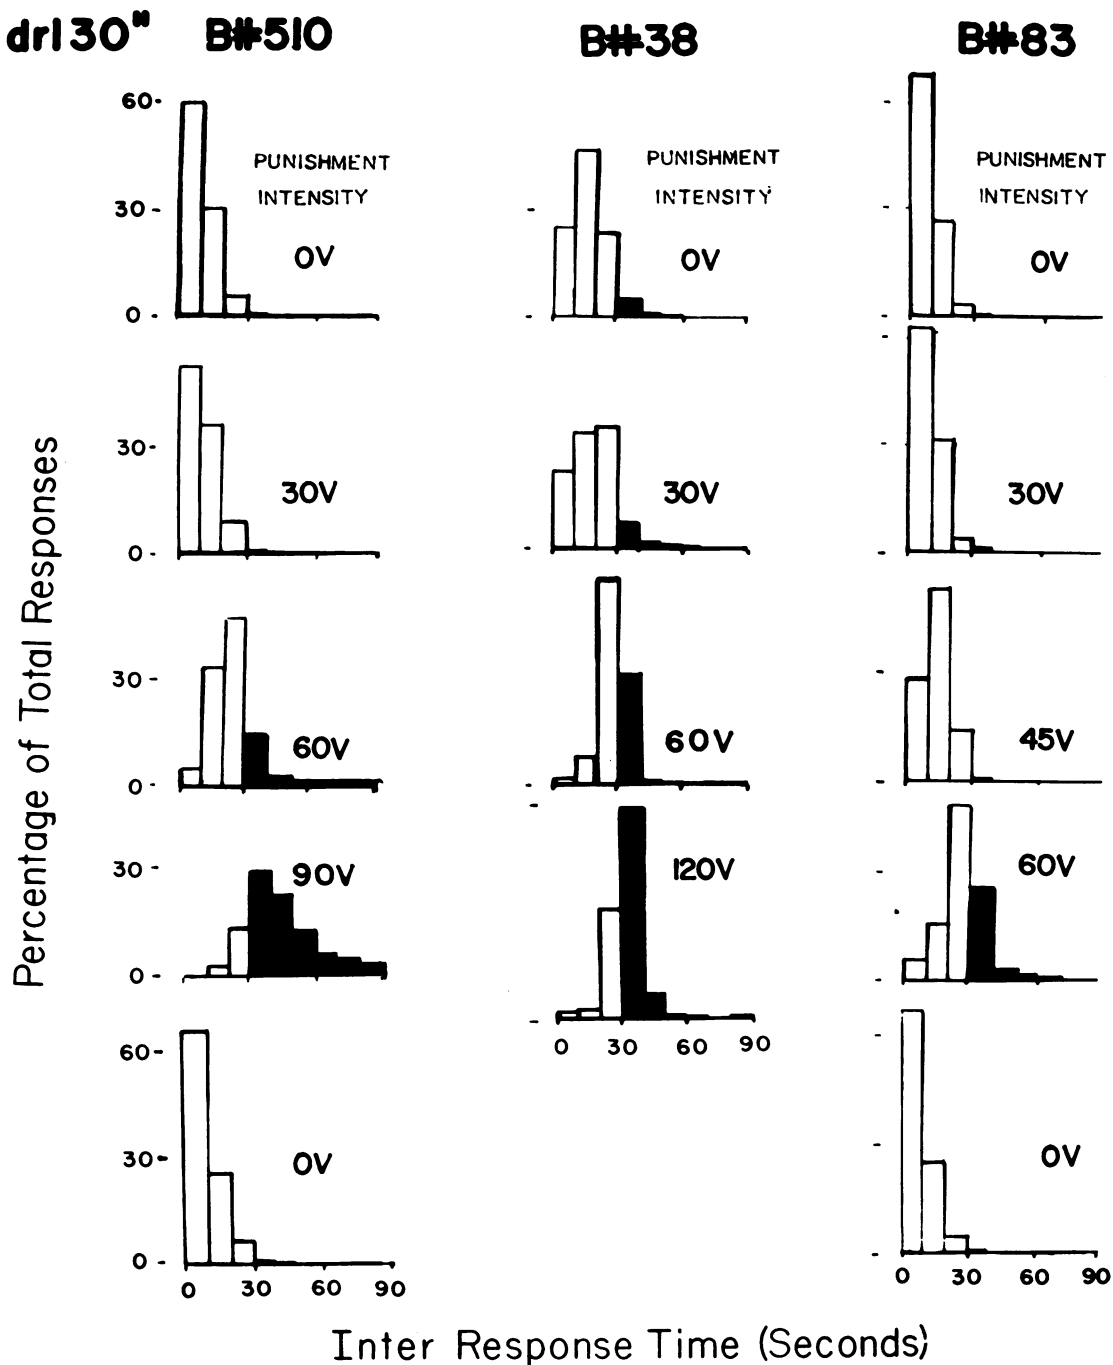 drl 30" B#510 B#38 B#83
60-
30-
0-
PUNISHMENT
INTENSITY
0V
PUNISHMENT
INTENSITY
0V
PUNISHMENT
INTENSITY
0V
30-
0-
30V
30V
30V
30-
0-
60V
60V
45V
30-
0-
90V
120V
60V
0 30 60 90
60-
30-
0-
0V
0V
0 30 60 90
0 30 60 90
Percentage of Total Responses
Inter Response Time (Seconds)